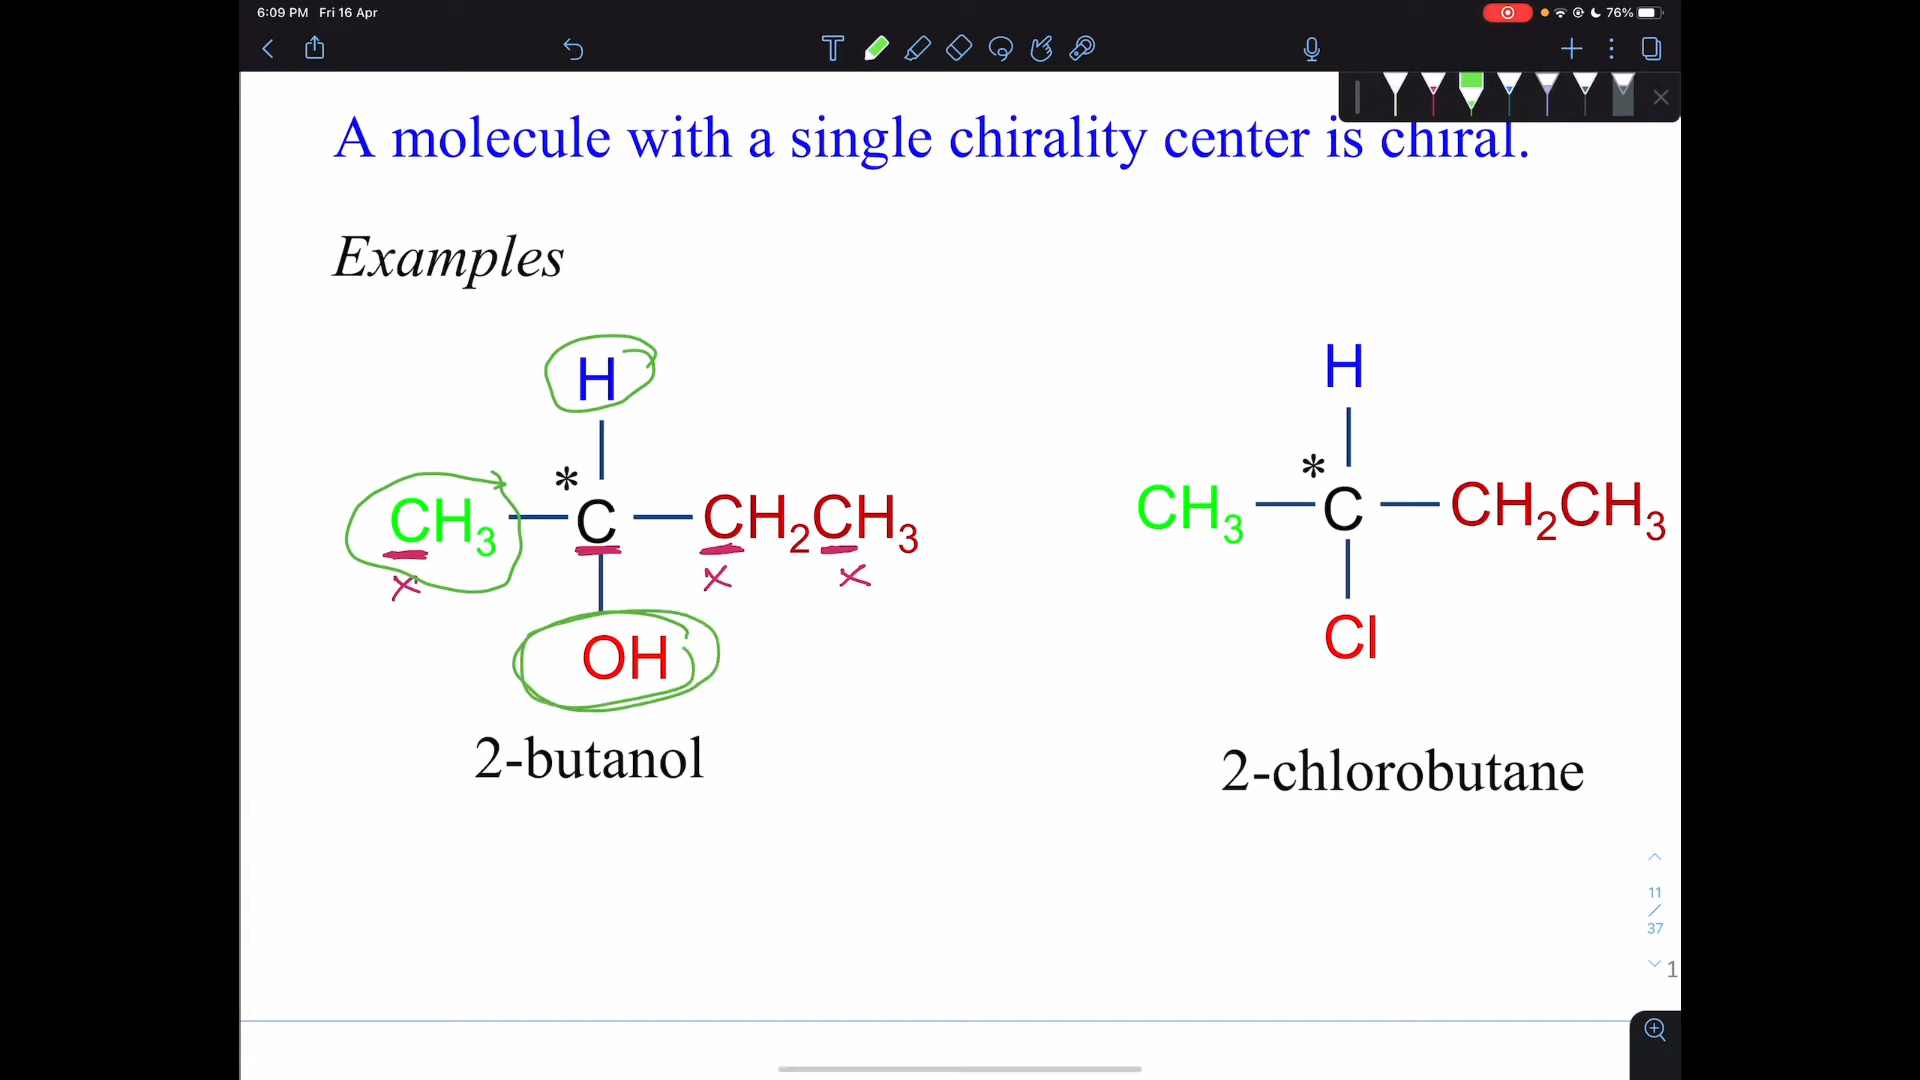 6:09 PM Fri 16 Apr
76%
A molecule with a single chirality center is chiral.
Examples
H
*
CH3 C CH2CH3
x x x
OH
2-butanol
H
*
CH3 C CH2CH3
Cl
2-chlorobutane
11
/
37
1